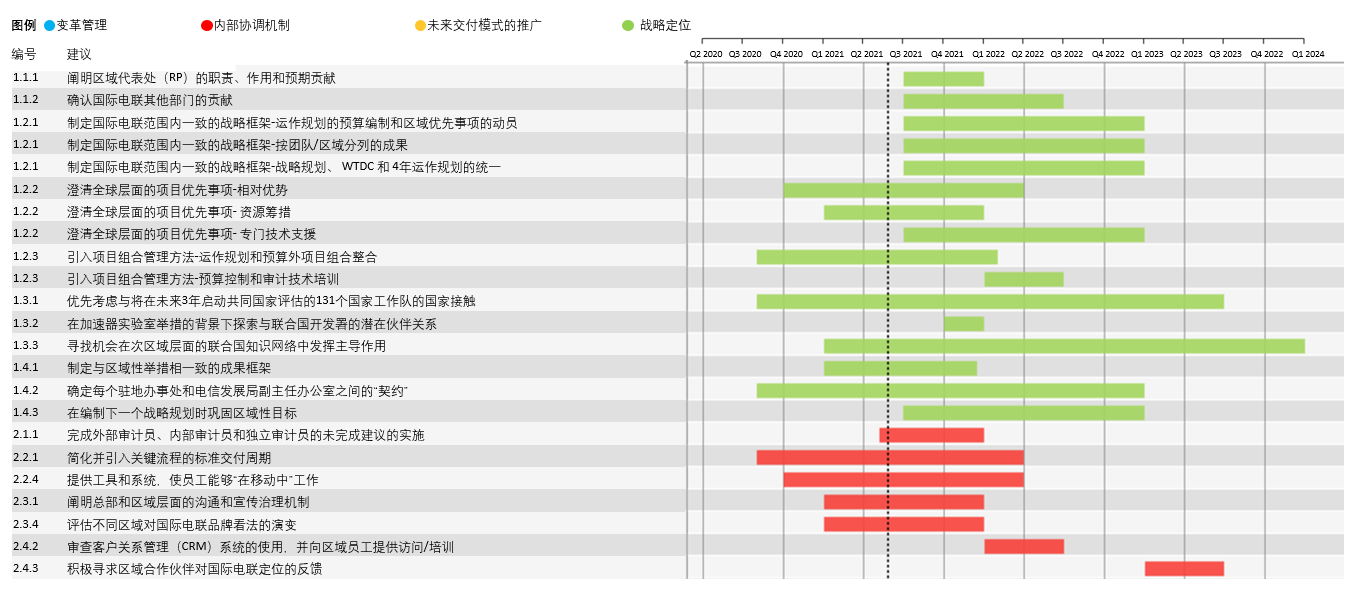 图例 变革管理 内部协调机制 未来交付模式的推广 战略定位
编号 建议 Q2 2020 Q3 2020 Q4 2020 Q1 2021 Q2 2021 Q3 2021 Q4 2021 Q1 2022 Q2 2022 Q3 2022 Q4 2022 Q1 2023 Q2 2023 Q3 2023 Q4 2022 Q1 2024
1.1.1 阐明区域代表处（RP）的职责、作用和预期贡献
1.1.2 确认国际电联其他部门的贡献
1.2.1 制定国际电联范围内一致的战略框架-运作规划的预算编制和区域优先事项的动员
1.2.1 制定国际电联范围内一致的战略框架-按团队/区域分列的成果
1.2.1 制定国际电联范围内一致的战略框架-战略规划、 WTDC 和 4年运作规划的统一
1.2.2 澄清全球层面的项目优先事项-相对优势
1.2.2 澄清全球层面的项目优先事项- 资源筹措
1.2.2 澄清全球层面的项目优先事项- 专门技术支援
1.2.3 引入项目组合管理方法-运作规划和预算外项目组合整合
1.2.3 引入项目组合管理方法-预算控制和审计技术培训
1.3.1 优先考虑与将在未来3年启动共同国家评估的131个国家工作队的国家接触
1.3.2 在加速器实验室举措的背景下探索与联合国开发署的潜在伙伴关系
1.3.3 寻找机会在次区域层面的联合国知识网络中发挥主导作用
1.4.1 制定与区域性举措相一致的成果框架
1.4.2 确定每个驻地办事处和电信发展局副主任办公室之间的“契约”
1.4.3 在编制下一个战略规划时巩固区域性目标
2.1.1 完成外部审计员、内部审计员和独立审计员的未完成建议的实施
2.2.1 简化并引入关键流程的标准交付周期
2.2.4 提供工具和系统，使员工能够“在移动中”工作
2.3.1 阐明总部和区域层面的沟通和宣传治理机制
2.3.4 评估不同区域对国际电联品牌看法的演变
2.4.2 审查客户关系管理（CRM）系统的使用，并向区域员工提供访问/培训
2.4.3 积极寻求区域合作伙伴对国际电联定位的反馈